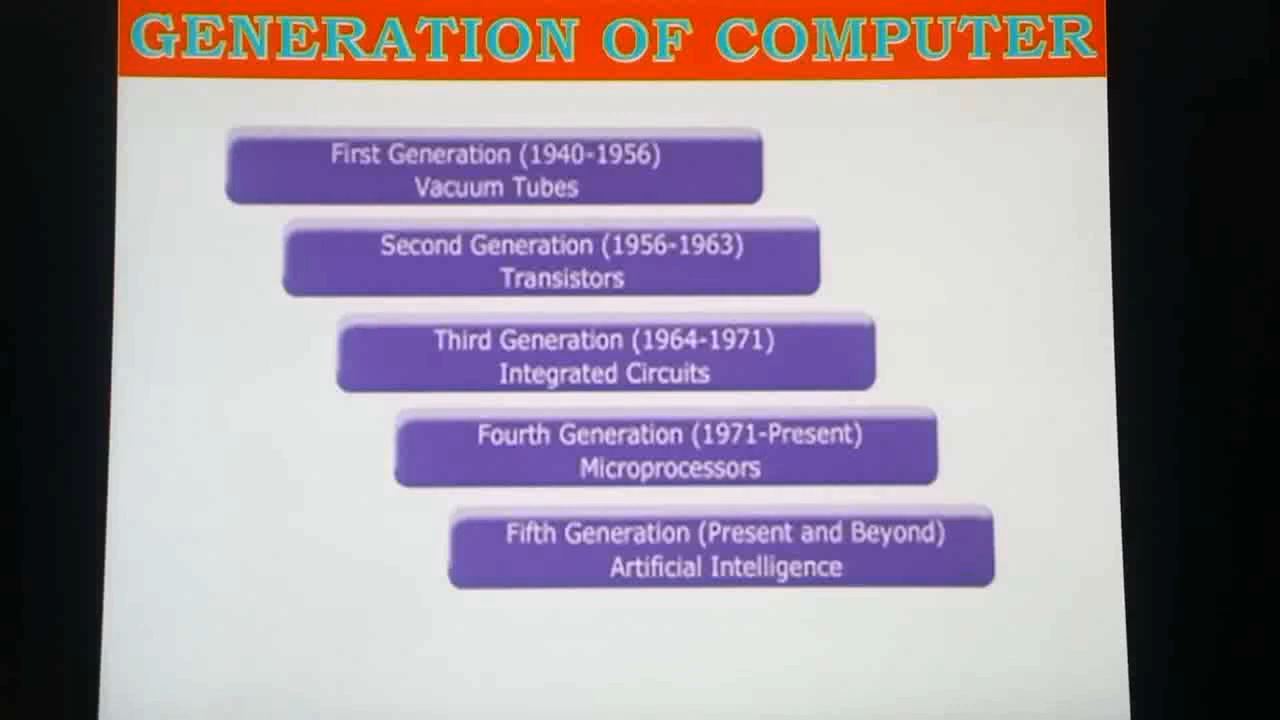 GENERATION OF COMPUTER
First Generation (1940-1956)
Vacuum Tubes
Second Generation (1956-1963)
Transistors
Third Generation (1964-1971)
Integrated Circuits
Fourth Generation (1971-Present)
Microprocessors
Fifth Generation (Present and Beyond)
Artificial Intelligence